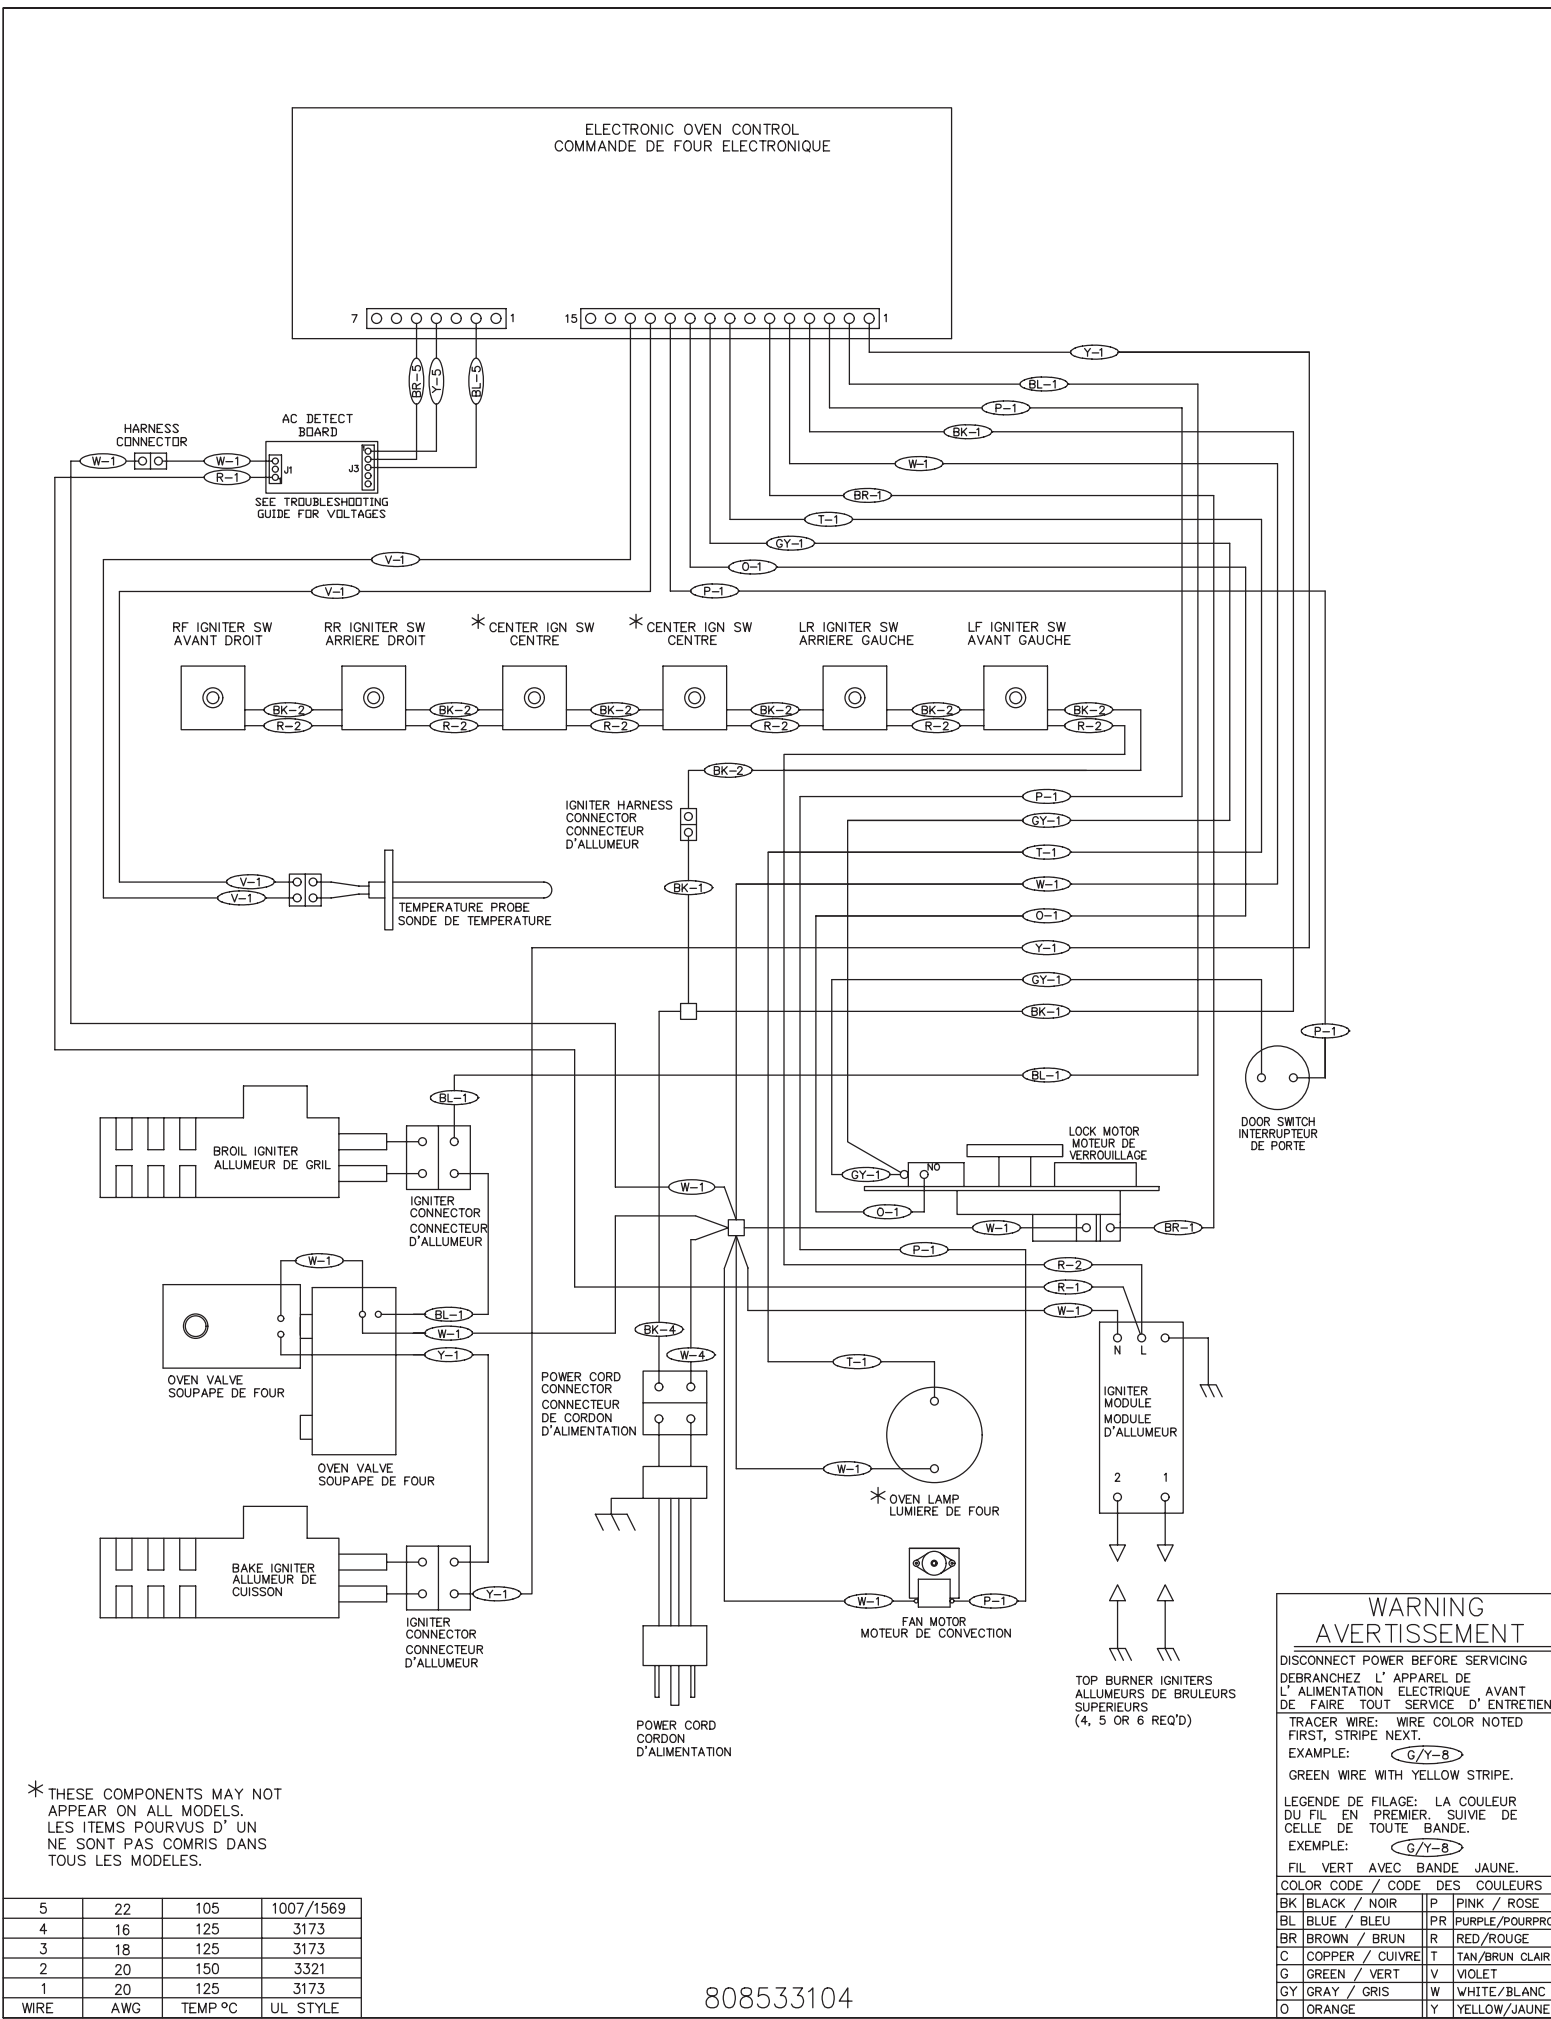 ELECTRONIC OVEN CONTROL
COMMANDE DE FOUR ELECTRONIQUE
7
1
15
1
Y-1
BR-5
Y-5
BL-5
BL-1
P-1
AC DETECT
BOARD
HARNESS
CONNECTOR
BK-1
W-1
W-1
J1
J3
W-1
R-1
SEE TROUBLESHOOTING
GUIDE FOR VOLTAGES
BR-1
T-1
GY-1
V-1
O-1
V-1
P-1
RF IGNITER SW
AVANT DROIT
RR IGNITER SW
ARRIERE DROIT
* CENTER IGN SW
CENTRE
* CENTER IGN SW
CENTRE
LR IGNITER SW
ARRIERE GAUCHE
LF IGNITER SW
AVANT GAUCHE
BK-2
BK-2
BK-2
BK-2
BK-2
BK-2
R-2
R-2
R-2
R-2
R-2
R-2
BK-2
IGNITER HARNESS
CONNECTOR
CONNECTEUR
D'ALLUMEUR
P-1
GY-1
T-1
V-1
BK-1
W-1
V-1
TEMPERATURE PROBE
SONDE DE TEMPERATURE
O-1
Y-1
GY-1
BK-1
P-1
BL-1
BL-1
DOOR SWITCH
INTERRUPTEUR
DE PORTE
BROIL IGNITER
ALLUMEUR DE GRIL
LOCK MOTOR
MOTEUR DE
VERROUILLAGE
GY-1
NO
IGNITER
CONNECTOR
CONNECTEUR
D'ALLUMEUR
W-1
O-1
W-1
BR-1
P-1
W-1
R-2
R-1
W-1
BL-1
W-1
BK-4
Y-1
W-4
N
L
T-1
OVEN VALVE
SOUPAPE DE FOUR
POWER CORD
CONNECTOR
CONNECTEUR
DE CORDON
D'ALIMENTATION
IGNITER
MODULE
MODULE
D'ALLUMEUR
OVEN VALVE
SOUPAPE DE FOUR
W-1
2
1
* OVEN LAMP
LUMIERE DE FOUR
BAKE IGNITER
ALLUMEUR DE
CUISSON
Y-1
W-1
P-1
IGNITER
CONNECTOR
CONNECTEUR
D'ALLUMEUR
FAN MOTOR
MOTEUR DE CONVECTION
TOP BURNER IGNITERS
ALLUMEURS DE BRULEURS
SUPERIEURS
(4, 5 OR 6 REQ'D)
POWER CORD
CORDON
D'ALIMENTATION
WARNING
AVERTISSEMENT
DISCONNECT POWER BEFORE SERVICING
DEBRANCHEZ L' APPAREL DE
L' ALIMENTATION ELECTRIQUE AVANT
DE FAIRE TOUT SERVICE D' ENTRETIEN
TRACER WIRE: WIRE COLOR NOTED
FIRST, STRIPE NEXT.
EXAMPLE: G/Y-8
GREEN WIRE WITH YELLOW STRIPE.
LEGENDE DE FILAGE: LA COULEUR
DU FIL EN PREMIER. SUIVIE DE
CELLE DE TOUTE BANDE.
EXEMPLE: G/Y-8
FIL VERT AVEC BANDE JAUNE.
COLOR CODE / CODE DES COULEURS
BK BLACK / NOIR P PINK / ROSE
BL BLUE / BLEU PR PURPLE/POURPRO
BR BROWN / BRUN R RED/ROUGE
C COPPER / CUIVRE T TAN/BRUN CLAIR
G GREEN / VERT V VIOLET
GY GRAY / GRIS W WHITE/BLANC
O ORANGE Y YELLOW/JAUNE
* THESE COMPONENTS MAY NOT
APPEAR ON ALL MODELS.
LES ITEMS POURVUS D' UN
NE SONT PAS COMRIS DANS
TOUS LES MODELES.
5 22 105 1007/1569
4 16 125 3173
3 18 125 3173
2 20 150 3321
1 20 125 3173
WIRE AWG TEMP °C UL STYLE
808533104